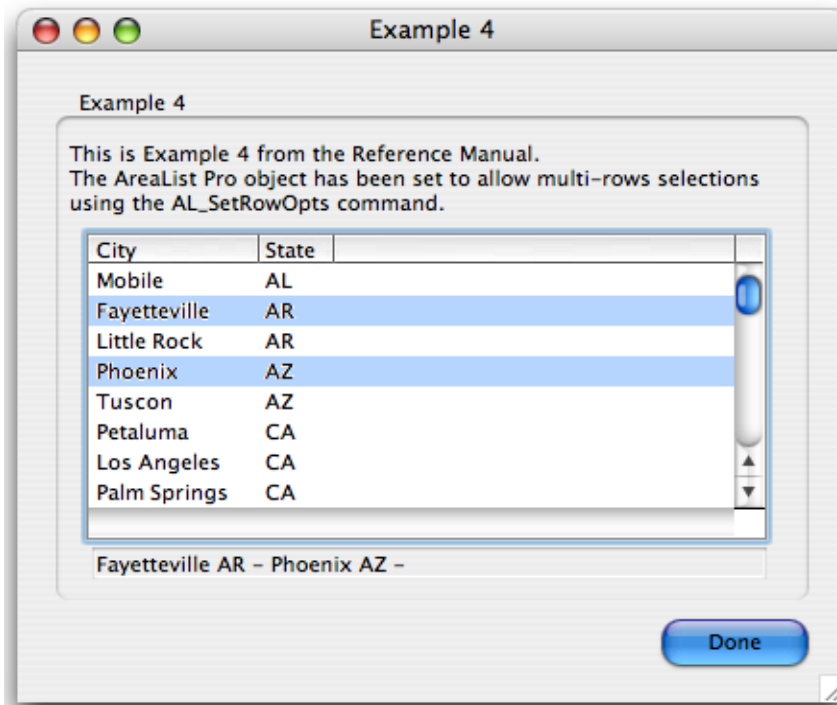 Example 4
Example 4
This is Example 4 from the Reference Manual.
The AreaList Pro object has been set to allow multi-rows selections
using the AL_SetRowOpts command.
City State
Mobile AL
Fayetteville AR
Little Rock AR
Phoenix AZ
Tuscon AZ
Petaluma CA
Los Angeles CA
Palm Springs CA
Fayetteville AR - Phoenix AZ -
Done